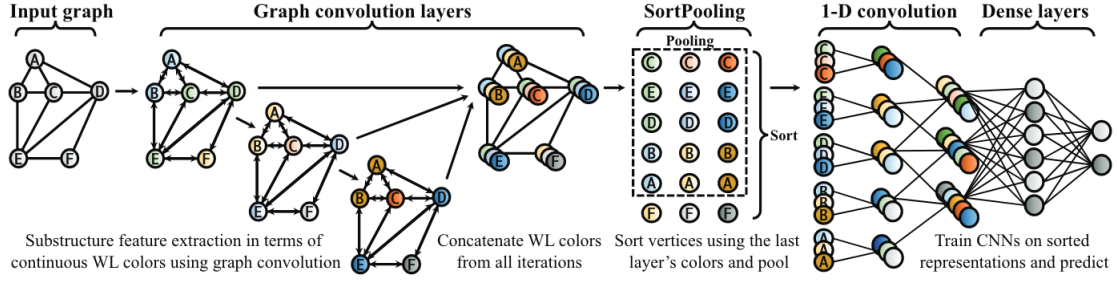 Input graph
Graph convolution layers
SortPooling
1-D convolution
Dense layers
A
B C D
E F
A
B C D
E F
A
B C D
E F
A
B C D
E F
A
B C D
E F
Pooling
C C C
E E E
D D D
B B B
A A A
F F F
Sort
C
C
C
E
E
E
D
D
D
B
B
B
A
A
A
Substructure feature extraction in terms of
continuous WL colors using graph convolution
Concatenate WL colors
from all iterations
Sort vertices using the last
layer's colors and pool
Train CNNs on sorted
representations and predict